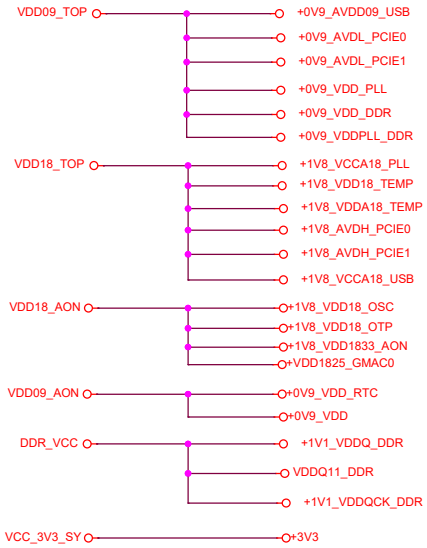 VDD09_TOP +0V9_AVDD09_USB
+0V9_AVDL_PCIE0
+0V9_AVDL_PCIE1
+0V9_VDD_PLL
+0V9_VDD_DDR
+0V9_VDDPLL_DDR
VDD18_TOP +1V8_VCCA18_PLL
+1V8_VDD18_TEMP
+1V8_VDDA18_TEMP
+1V8_AVDH_PCIE0
+1V8_AVDH_PCIE1
+1V8_VCCA18_USB
VDD18_AON +1V8_VDD18_OSC
+1V8_VDD18_OTP
+1V8_VDD1833_AON
+VDD1825_GMAC0
VDD09_AON +0V9_VDD_RTC
+0V9_VDD
DDR_VCC +1V1_VDDQ_DDR
VDDQ11_DDR
+1V1_VDDQCK_DDR
VCC_3V3_SY +3V3